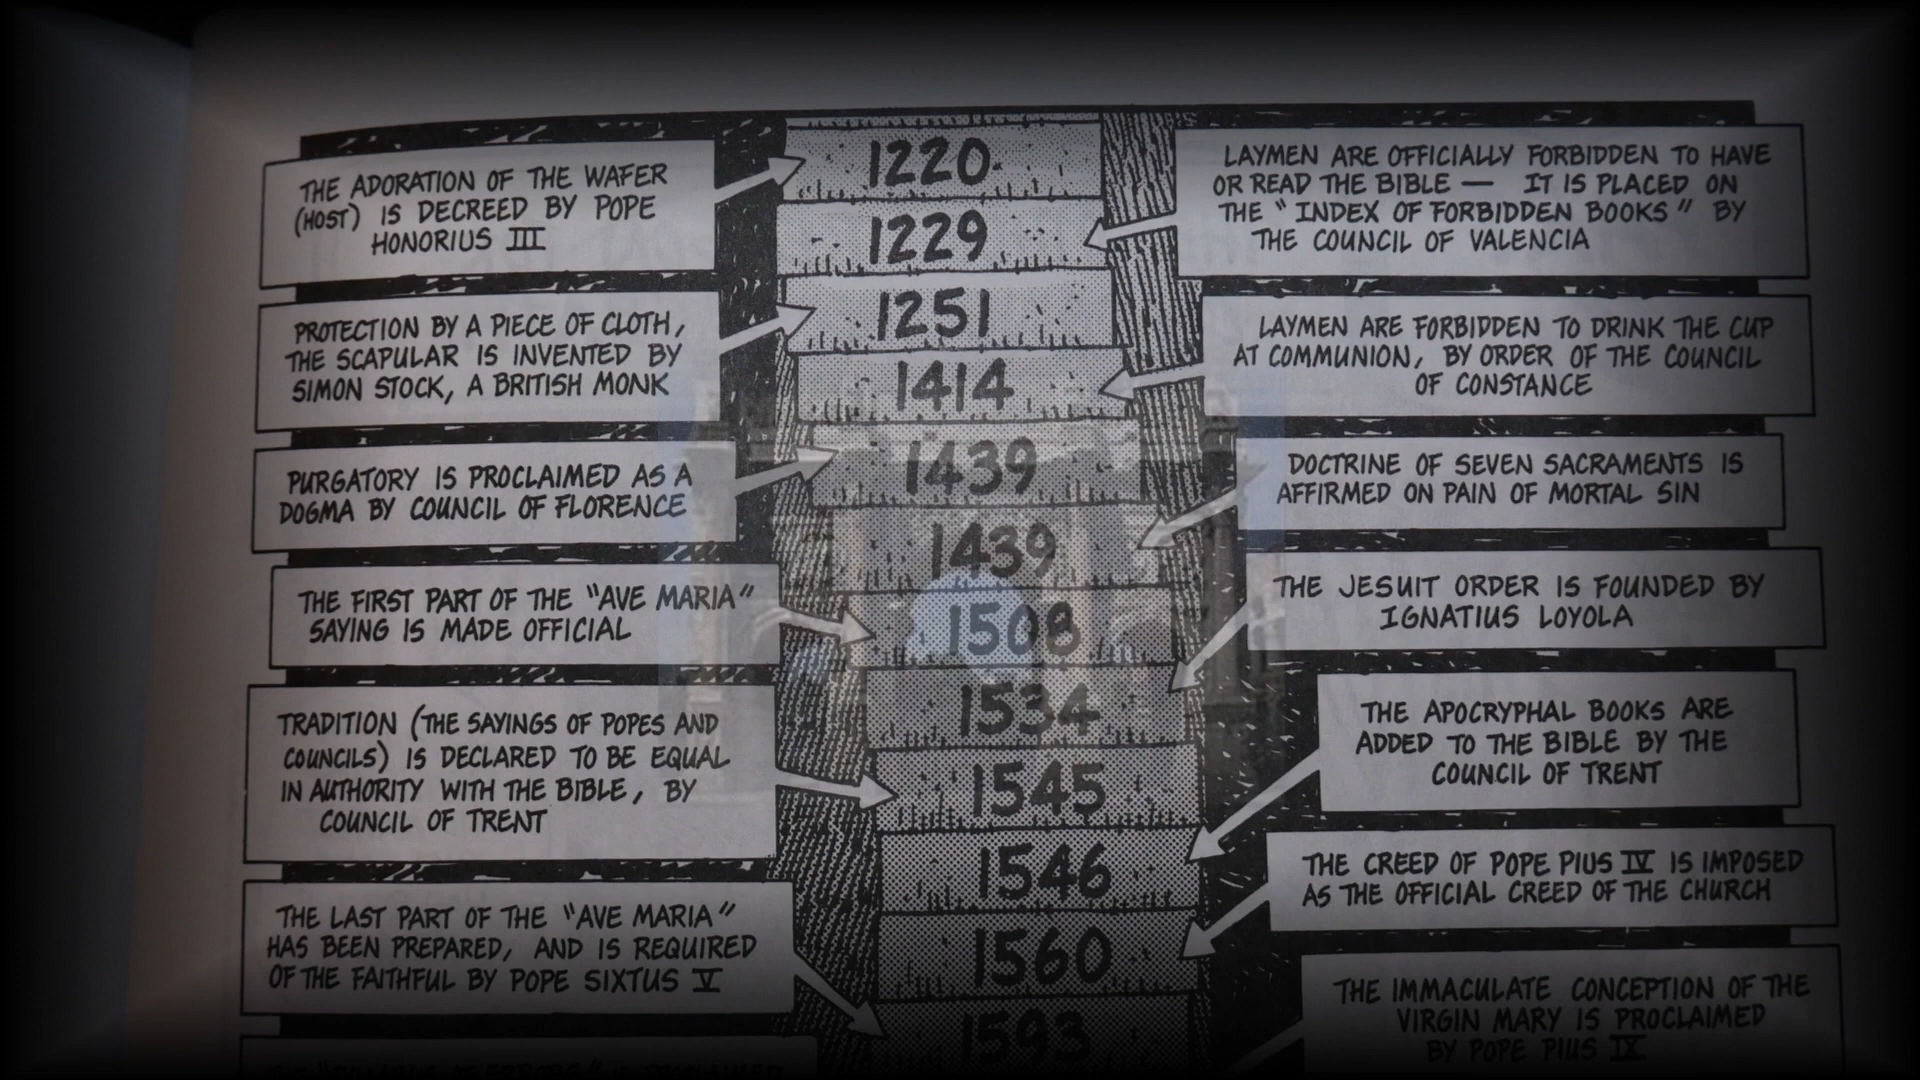 THE ADORATION OF THE WAFER
(HOST) IS DECREED BY POPE
HONORIUS III
1220
LAYMEN ARE OFFICIALLY FORBIDDEN TO HAVE
OR READ THE BIBLE — IT IS PLACED ON
THE "INDEX OF FORBIDDEN BOOKS" BY
THE COUNCIL OF VALENCIA
1229
PROTECTION BY A PIECE OF CLOTH,
THE SCAPULAR IS INVENTED BY
SIMON STOCK, A BRITISH MONK
1251
LAYMEN ARE FORBIDDEN TO DRINK THE CUP
AT COMMUNION, BY ORDER OF THE COUNCIL
OF CONSTANCE
1414
PURGATORY IS PROCLAIMED AS A
DOGMA BY COUNCIL OF FLORENCE
1439
DOCTRINE OF SEVEN SACRAMENTS IS
AFFIRMED ON PAIN OF MORTAL SIN
1439
THE FIRST PART OF THE "AVE MARIA"
SAYING IS MADE OFFICIAL
1508
THE JESUIT ORDER IS FOUNDED BY
IGNATIUS LOYOLA
1534
TRADITION (THE SAYINGS OF POPES AND
COUNCILS) IS DECLARED TO BE EQUAL
IN AUTHORITY WITH THE BIBLE, BY
COUNCIL OF TRENT
1545
THE APOCRYPHAL BOOKS ARE
ADDED TO THE BIBLE BY THE
COUNCIL OF TRENT
1546
THE CREED OF POPE PIUS IV IS IMPOSED
AS THE OFFICIAL CREED OF THE CHURCH
1560
THE LAST PART OF THE "AVE MARIA"
HAS BEEN PREPARED, AND IS REQUIRED
OF THE FAITHFUL BY POPE SIXTUS V
1593
THE IMMACULATE CONCEPTION OF THE
VIRGIN MARY IS PROCLAIMED
BY POPE PIUS IX